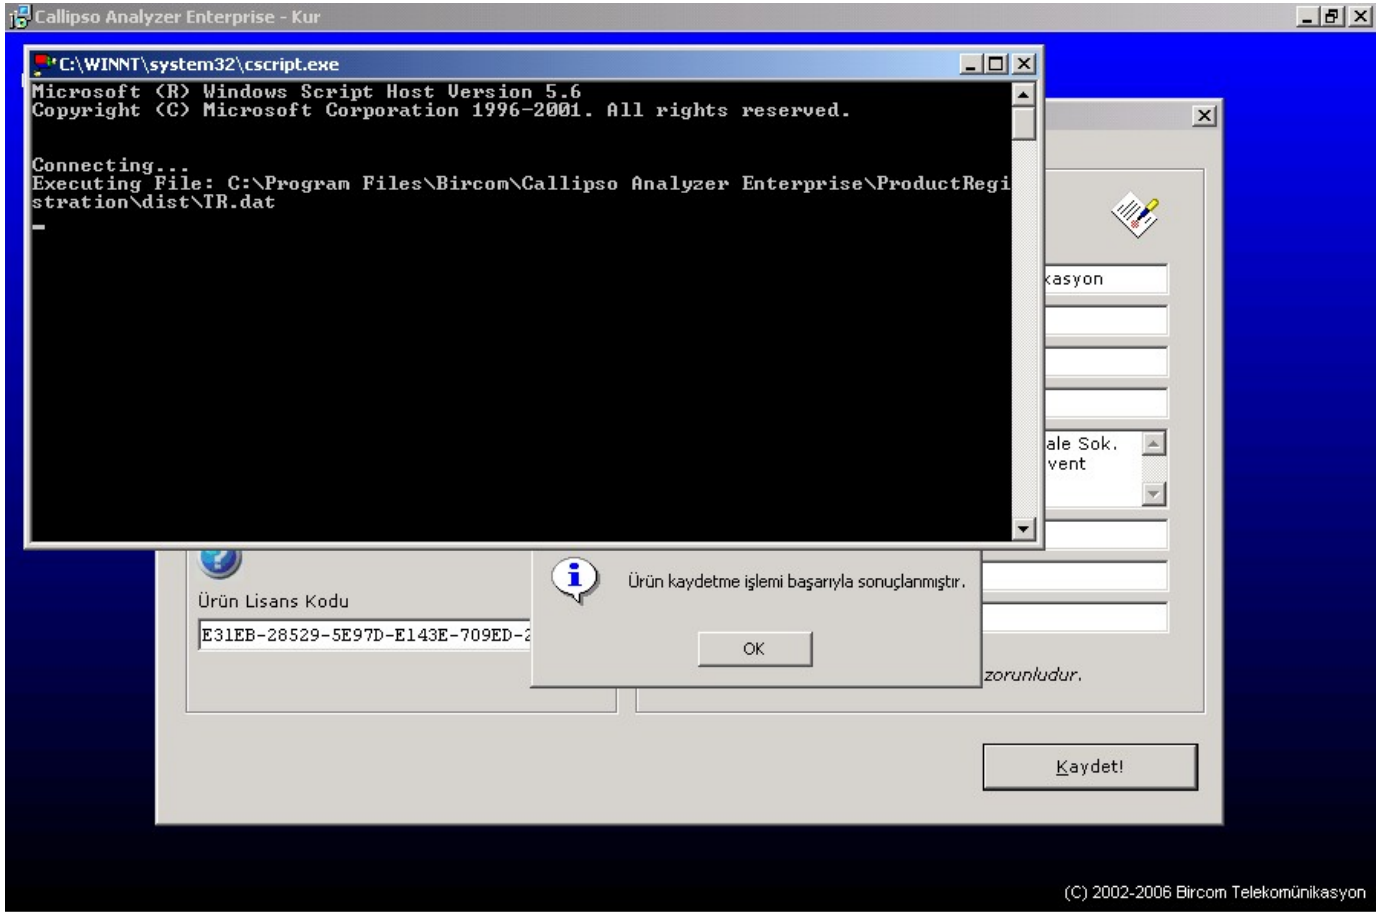 Callipso Analyzer Enterprise - Kur
C:\WINNT\system32\cscript.exe
Microsoft (R) Windows Script Host Version 5.6
Copyright (C) Microsoft Corporation 1996-2001. All rights reserved.
Connecting...
Executing File: C:\Program Files\Bircom\Callipso Analyzer Enterprise\ProductRegi
stration\dist\TR.dat
kasyon
ale Sok.
vent
Ürün kaydetme işlemi başarıyla sonuçlanmıştır.
Ürün Lisans Kodu
E31EB-28529-5E97D-E143E-709ED-2
OK
zorunludur.
Kaydet!
(C) 2002-2006 Bircom Telekomünikasyon